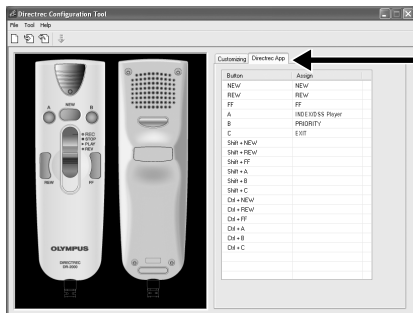 Directrec Configuration Tool
File Tool Help
Customizing Directrec App
Button Assign
NEW NEW
REW REW
FF FF
A INDEX/DSS Player
B PRIORITY
C EXIT
Shift + NEW
Shift + REW
Shift + FF
Shift + A
Shift + B
Shift + C
Ctrl + NEW
Ctrl + REW
Ctrl + FF
Ctrl + A
Ctrl + B
Ctrl + C
A NEW B
REC
STOP
PLAY
REV
REW FF
OLYMPUS
DIRECTREC
DR-2000